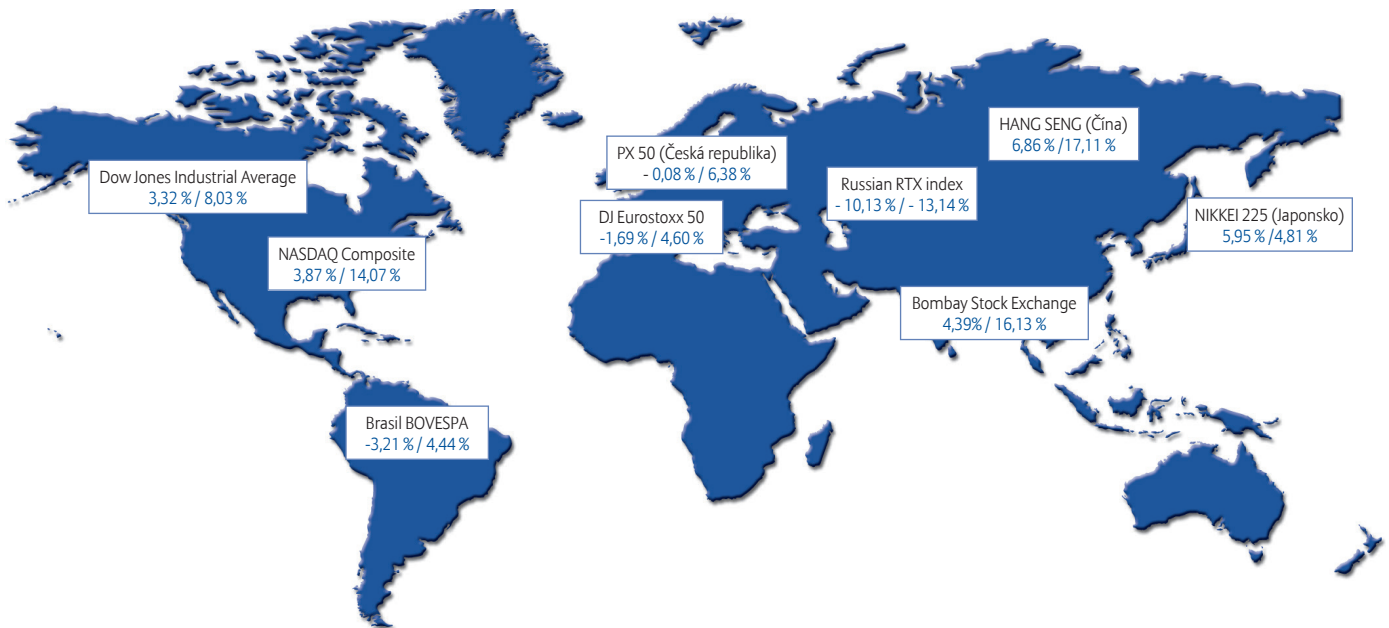 HANG SENG (Čína)
6,86 % /17,11 %
PX 50 (Česká republika)
- 0,08 % / 6,38 %
Dow Jones Industrial Average
3,32 % / 8,03 %
Russian RTX index
- 10,13 % / - 13,14 %
NIKKEI 225 (Japonsko)
5,95 % /4,81 %
DJ Eurostoxx 50
-1,69 % / 4,60 %
NASDAQ Composite
3,87 % / 14,07 %
Bombay Stock Exchange
4,39% / 16,13 %
Brasil BOVESPA
-3,21 % / 4,44 %